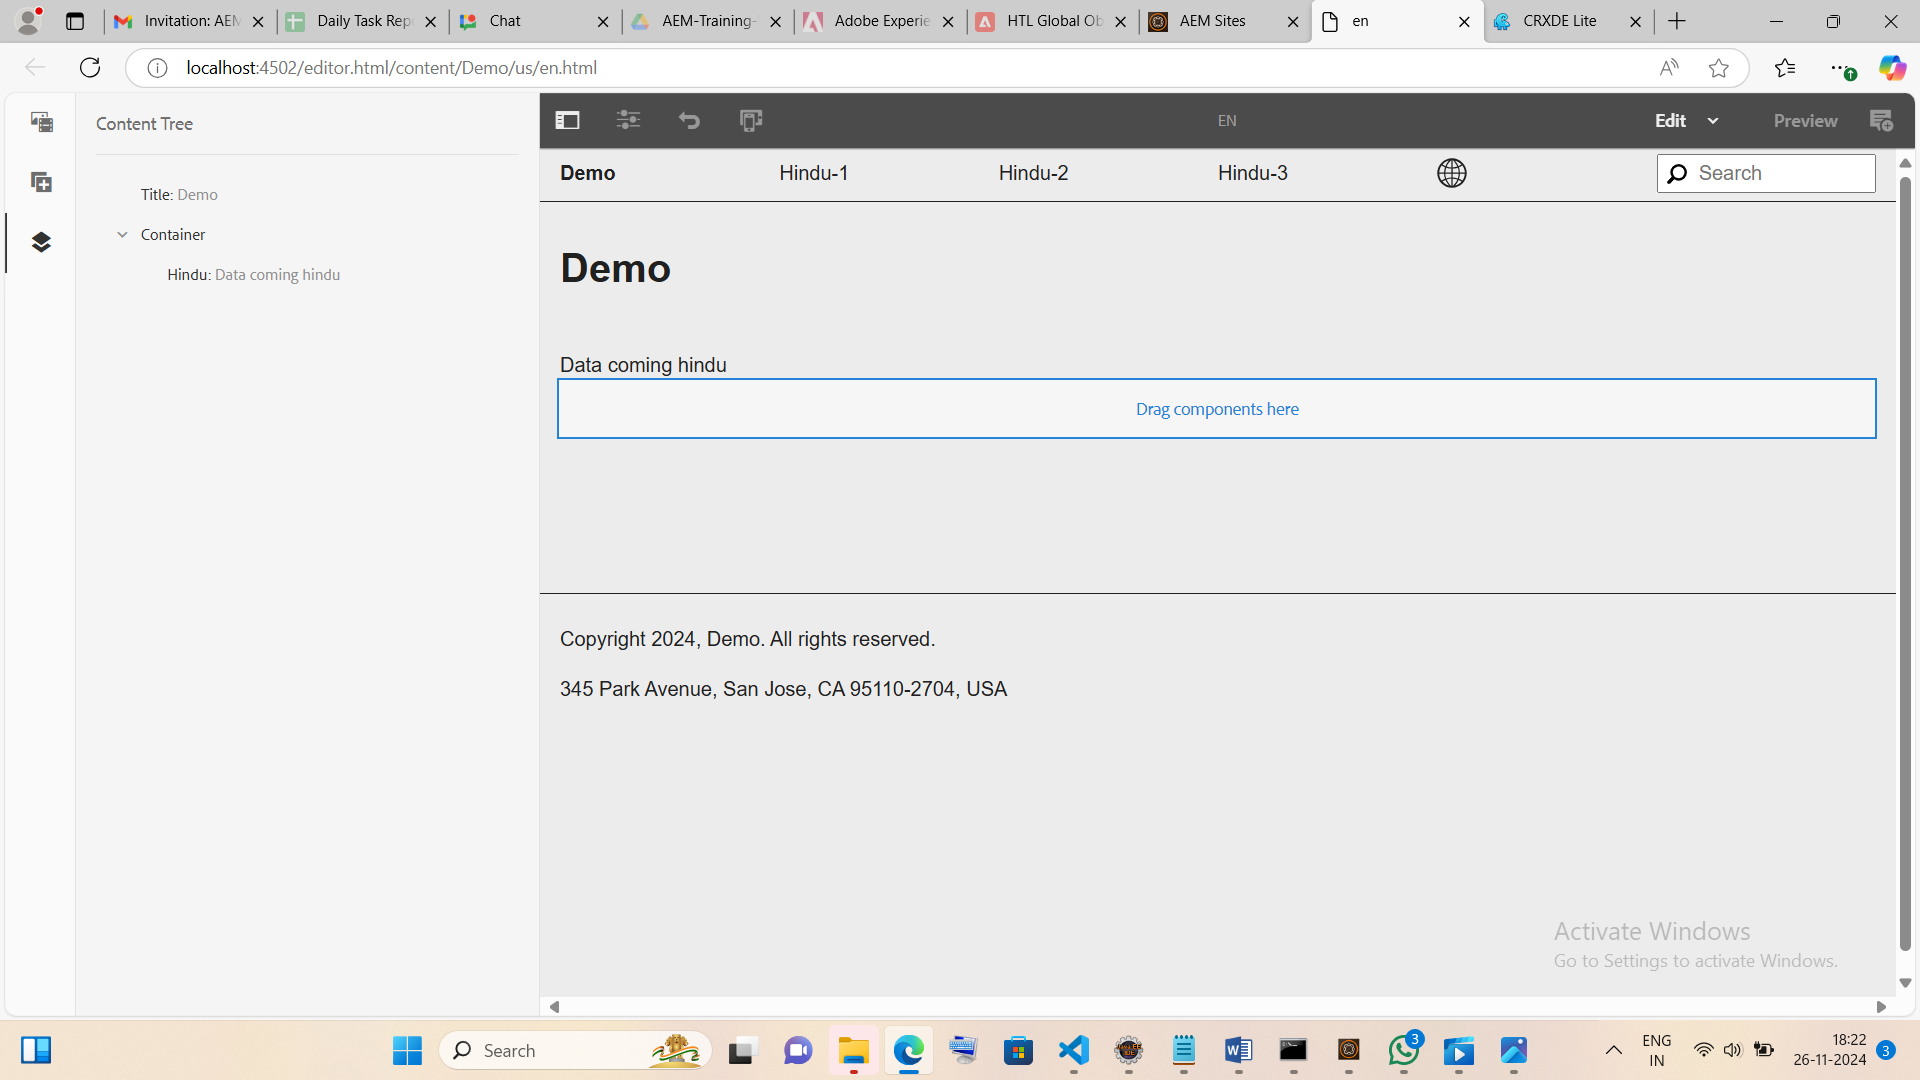 Invitation: AEM
Daily Task Rep
Chat
AEM-Training-
Adobe Experie
HTL Global Ob
AEM Sites
en
CRXDE Lite
localhost:4502/editor.html/content/Demo/us/en.html
Content Tree
Title: Demo
Container
Hindu: Data coming hindu
EN
Edit
Preview
Demo
Hindu-1
Hindu-2
Hindu-3
Search
Demo
Data coming hindu
Drag components here
Copyright 2024, Demo. All rights reserved.
345 Park Avenue, San Jose, CA 95110-2704, USA
Activate Windows
Go to Settings to activate Windows.
Search
3
ENG
IN
18:22
26-11-2024
3